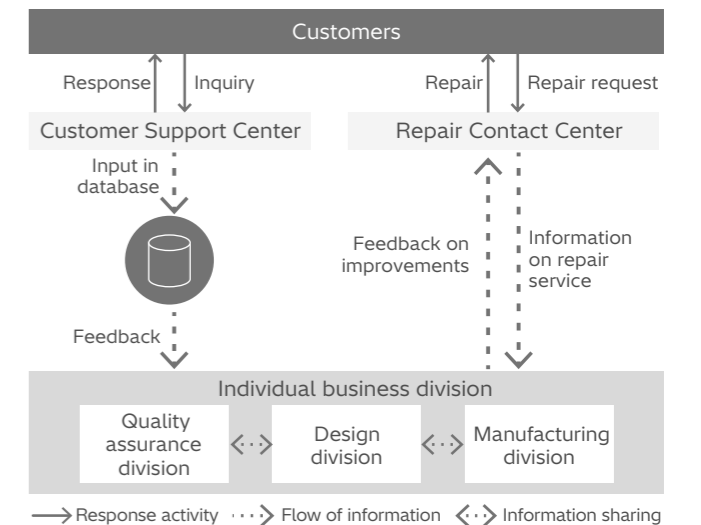 Customers
Response
Inquiry
Repair
Repair request
Customer Support Center
Repair Contact Center
Input in
database
Feedback on
improvements
Information
on repair
service
Feedback
Individual business division
Quality
assurance
division
Design
division
Manufacturing
division
Response activity
Flow of information
Information sharing